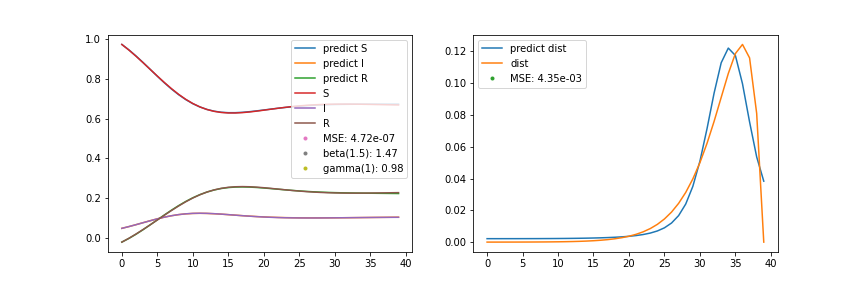 1.0
0.8
0.6
0.4
0.2
0.0
0 5 10 15 20 25 30 35 40
predict S
predict I
predict R
S
I
R
MSE: 4.72e-07
beta(1.5): 1.47
gamma(1): 0.98
0.12
0.10
0.08
0.06
0.04
0.02
0.00
0 5 10 15 20 25 30 35 40
predict dist
dist
MSE: 4.35e-03